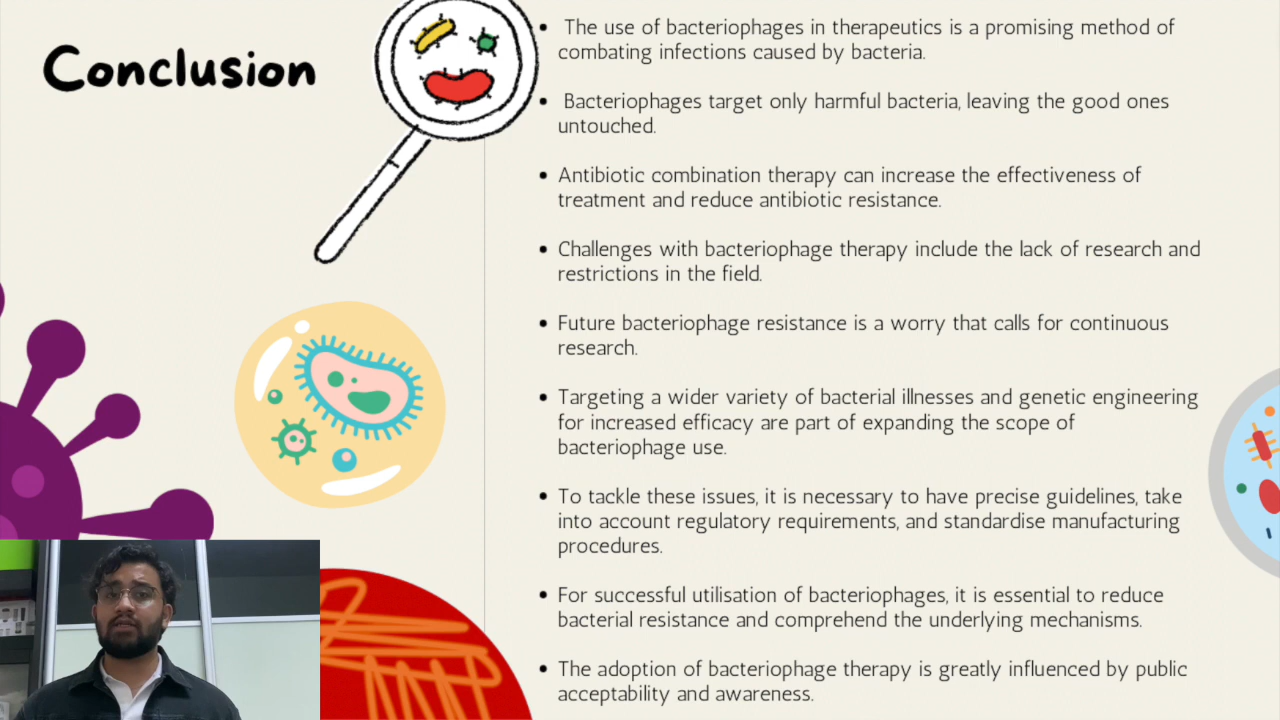 Conclusion
• The use of bacteriophages in therapeutics is a promising method of
combating infections caused by bacteria.
• Bacteriophages target only harmful bacteria, leaving the good ones
untouched.
• Antibiotic combination therapy can increase the effectiveness of
treatment and reduce antibiotic resistance.
• Challenges with bacteriophage therapy include the lack of research and
restrictions in the field.
• Future bacteriophage resistance is a worry that calls for continuous
research.
• Targeting a wider variety of bacterial illnesses and genetic engineering
for increased efficacy are part of expanding the scope of
bacteriophage use.
• To tackle these issues, it is necessary to have precise guidelines, take
into account regulatory requirements, and standardise manufacturing
procedures.
• For successful utilisation of bacteriophages, it is essential to reduce
bacterial resistance and comprehend the underlying mechanisms.
• The adoption of bacteriophage therapy is greatly influenced by public
acceptability and awareness.